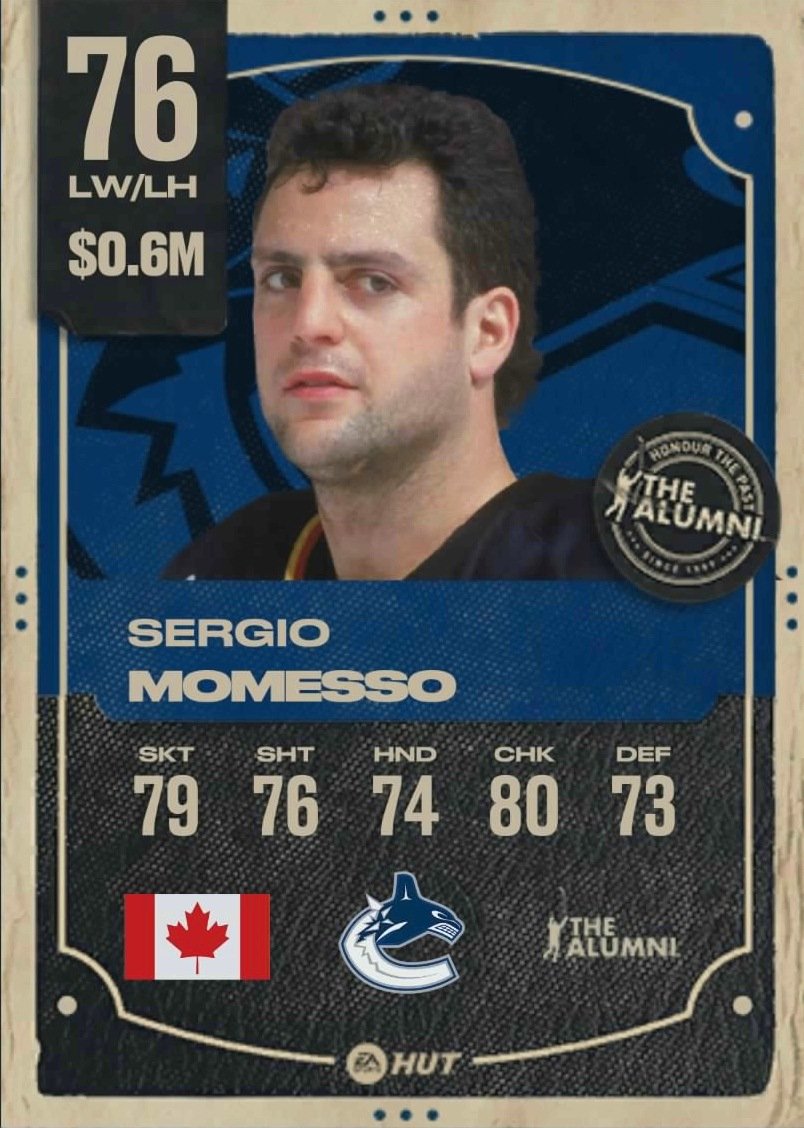 76
LW/LH
$0.6M
HONOUR THE PAST
THE
ALUMNI
SERGIO
MOMESSO
SKT SHT HND CHK DEF
79 76 74 80 73
THE
ALUMNI
EA
HUT